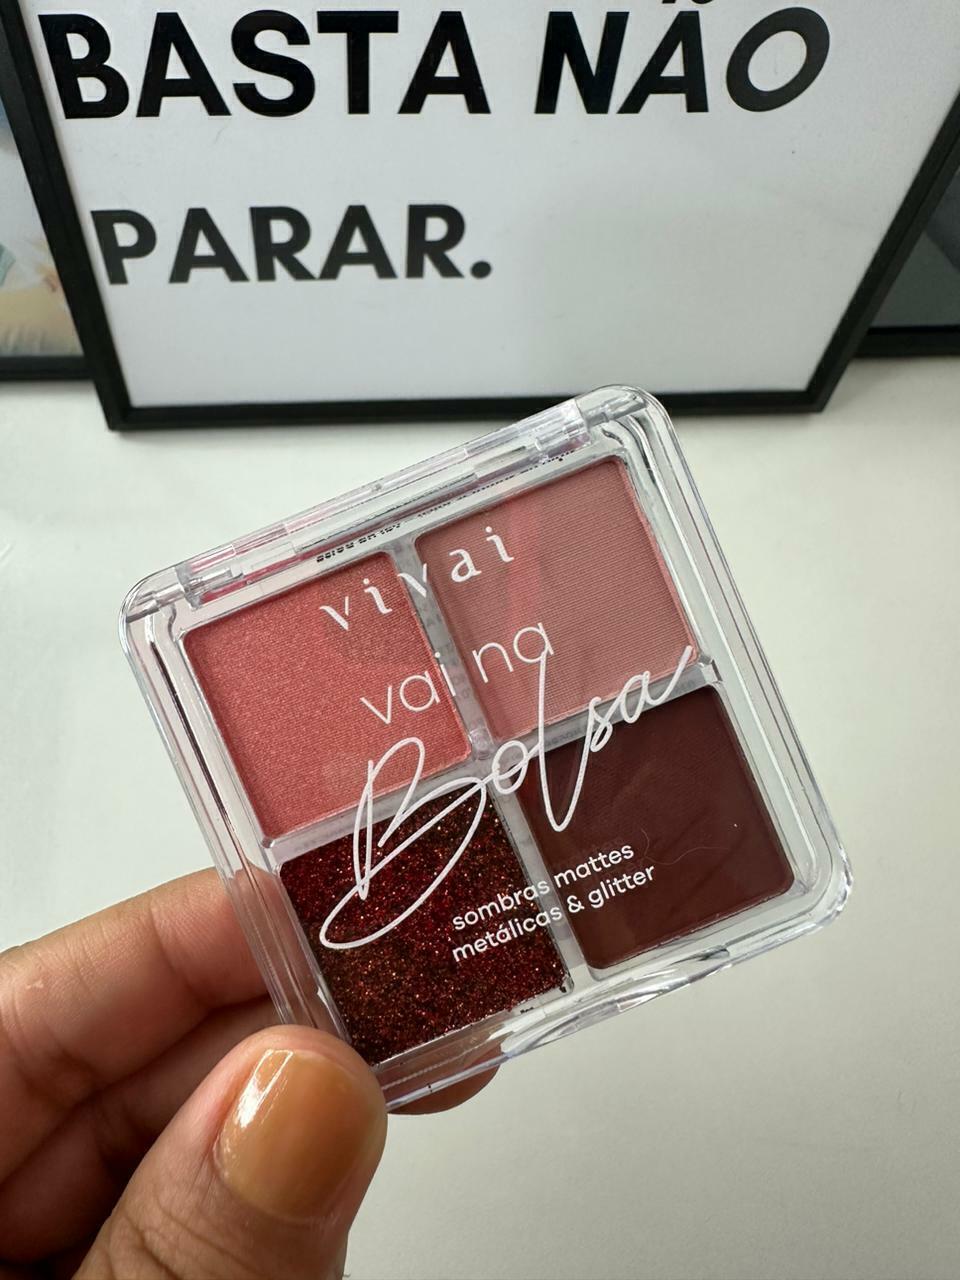 BASTA NÃO
PARAR.
vivai
vai na
Bolsa
sombras mattes
metálicas & glitter